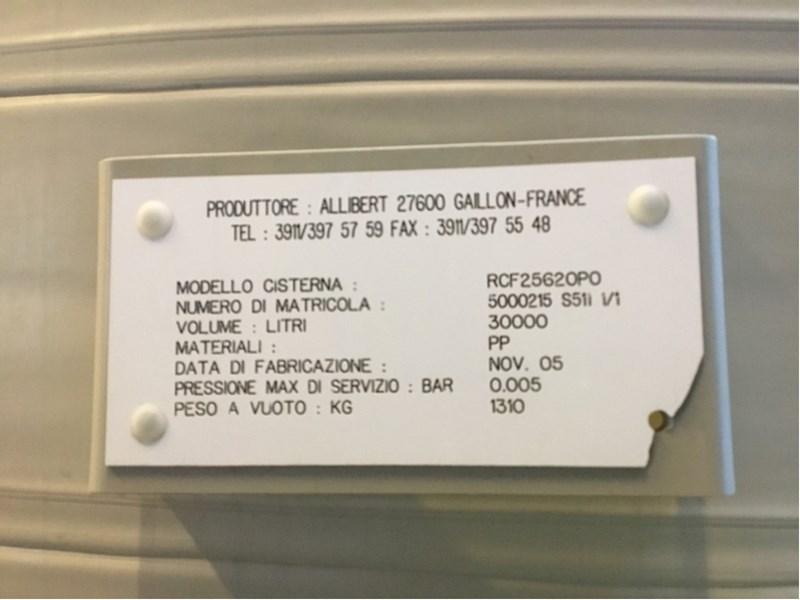 PRODUTTORE : ALLIBERT 27600 GAILLON-FRANCE
TEL : 3911/397 57 59 FAX : 3911/397 55 48
MODELLO CISTERNA : RCF25620P0
NUMERO DI MATRICOLA : 5000215 S511 1/1
VOLUME : LITRI 30000
MATERIALI : PP
DATA DI FABRICAZIONE : NOV. 05
PRESSIONE MAX DI SERVIZIO : BAR 0.005
PESO A VUOTO : KG 1310